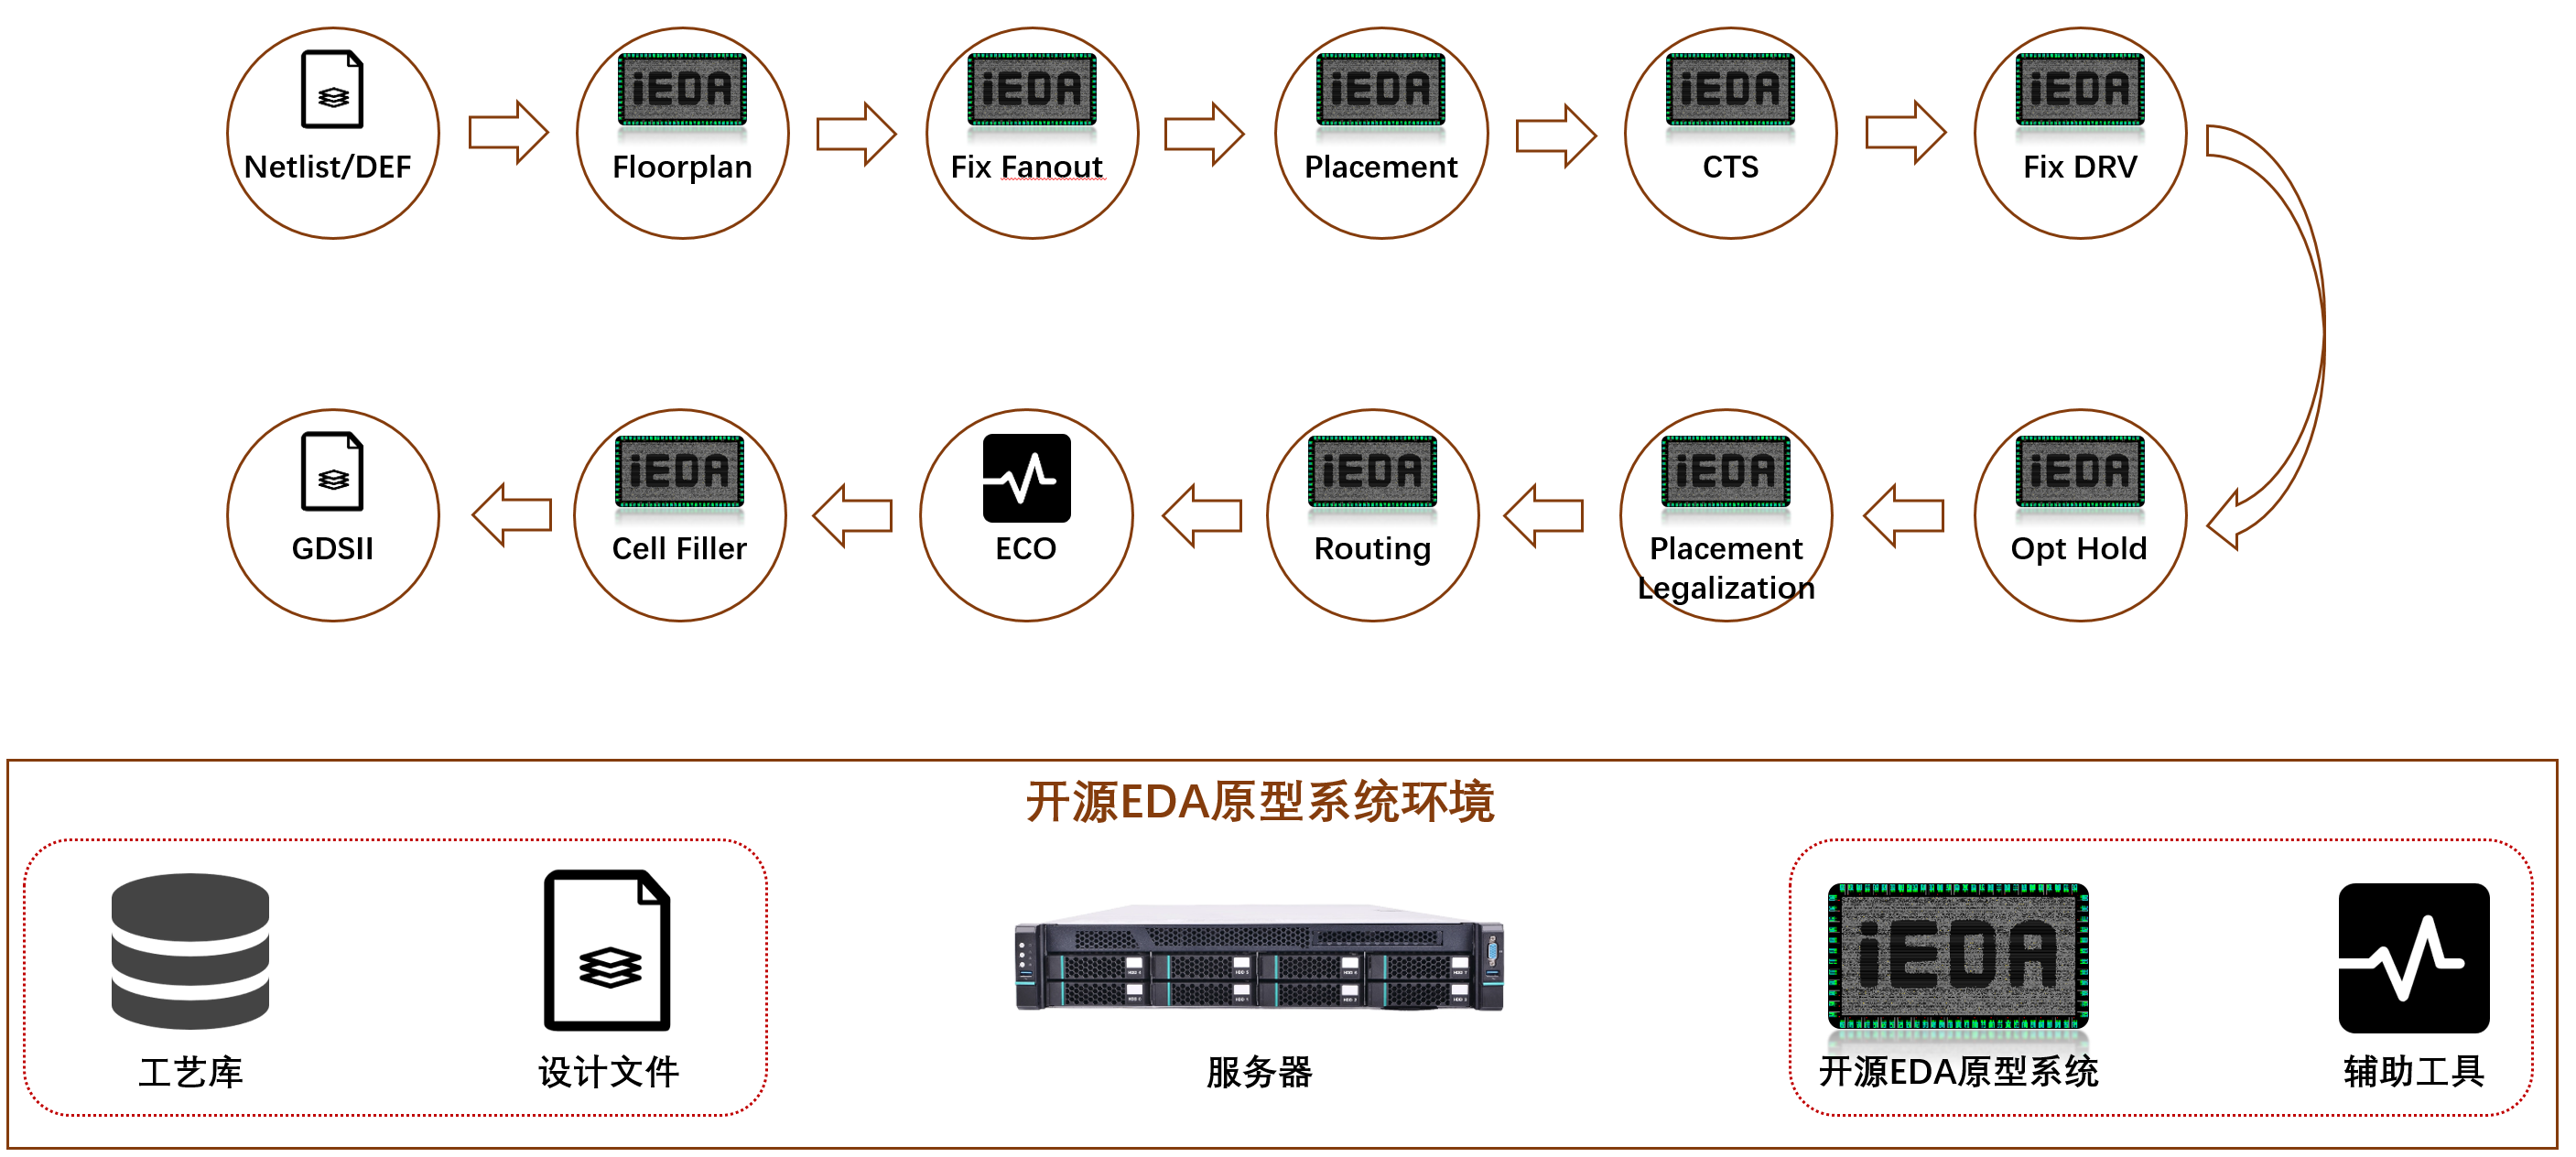 iEDA
iEDA
iEDA
iEDA
iEDA
Netlist/DEF
Floorplan
Fix Fanout
Placement
CTS
Fix DRV
iEDA
iEDA
iEDA
iEDA
GDSII
Cell Filler
ECO
Routing
Placement
Legalization
Opt Hold
开源EDA原型系统环境
iEDA
工艺库
设计文件
服务器
开源EDA原型系统
辅助工具